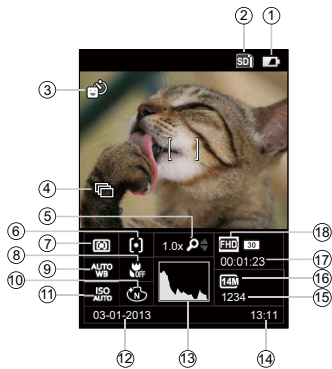 ② ①
SD
③
④
⑤
⑥ ⑱
⑦ 1.0x FHD 30
⑧ OFF 00:01:23 ⑰
⑨ AUTO WB 14M ⑯
⑩ N
⑪ ISO AUTO 1234 ⑮
03-01-2013 13:11
⑫ ⑬ ⑭